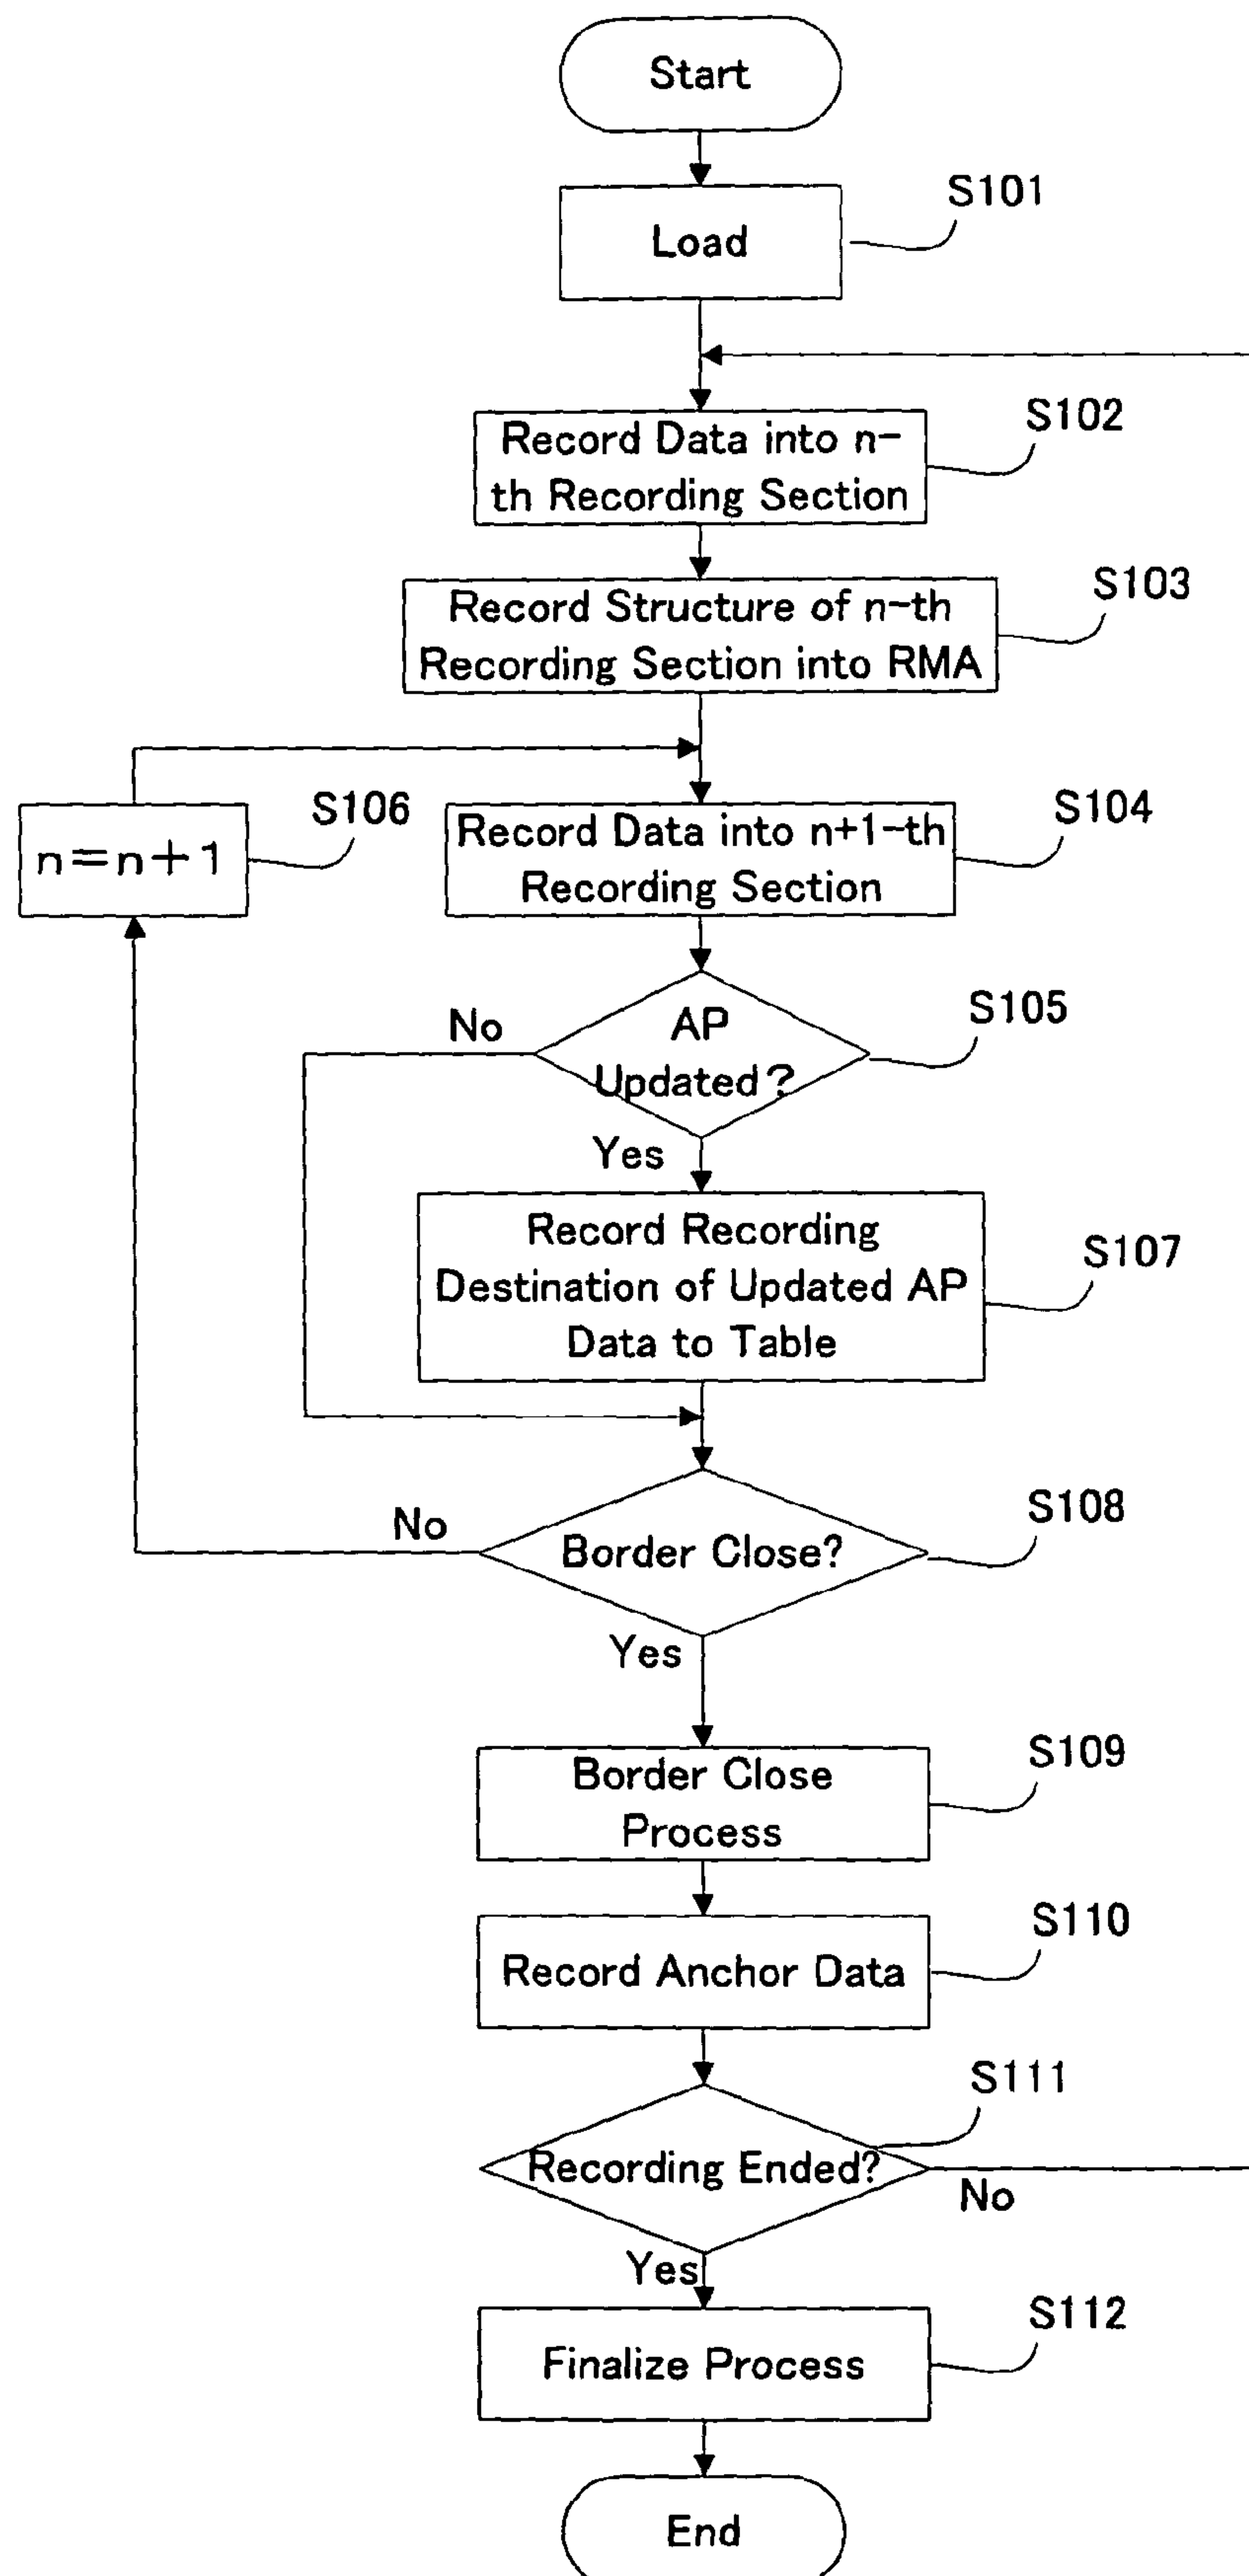 Start
S101
Load
S102
Record Data into n-
th Recording Section
S103
Record Structure of n-th
Recording Section into RMA
S106
n=n+1
S104
Record Data into n+1-th
Recording Section
S105
No
AP
Updated?
Yes
Record Recording
Destination of Updated AP
Data to Table
S107
S108
No
Border Close?
Yes
S109
Border Close
Process
S110
Record Anchor Data
S111
Recording Ended?
No
Yes
S112
Finalize Process
End